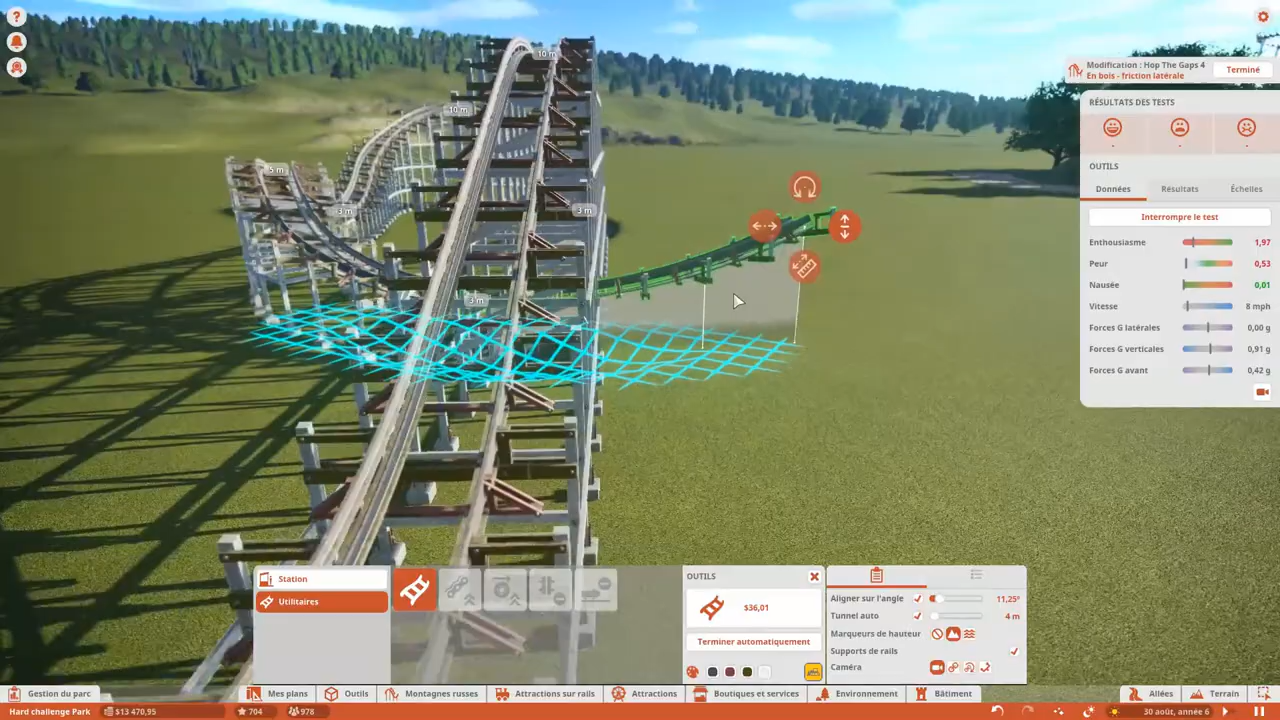 10 m
10 m
5 m
3 m
3 m
3 m
Modification : Hop The Gaps 4
En bois - friction latérale
Terminé
RÉSULTATS DES TESTS
- - -
OUTILS
Données Résultats Échelles
Interrompre le test
Enthousiasme 1,97
Peur 0,53
Nausée 0,01
Vitesse 8 mph
Forces G latérales 0,00 g
Forces G verticales 0,91 g
Forces G avant 0,42 g
Station
Utilitaires
OUTILS
$36,01
Terminer automatiquement
Aligner sur l'angle 11,25°
Tunnel auto 4 m
Marqueurs de hauteur
Supports de rails
Caméra
Gestion du parc Mes plans Outils Montagnes russes Attractions sur rails Attractions Boutiques et services Environnement Bâtiment Allées Terrain
Hard challenge Park $13 470,95 704 978 30 août, année 6